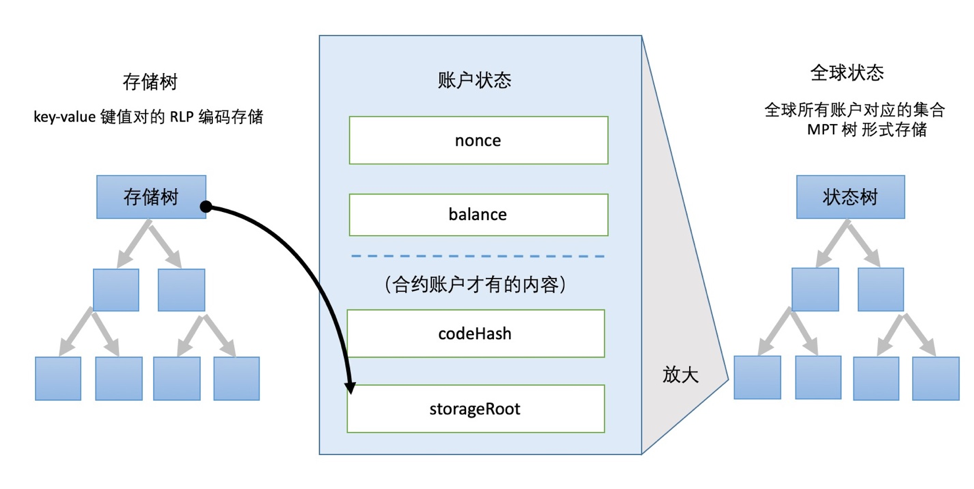 存储树
key-value 键值对的 RLP 编码存储
存储树
账户状态
nonce
balance
（合约账户才有的内容）
codeHash
storageRoot
放大
全球状态
全球所有账户对应的集合
MPT 树 形式存储
状态树